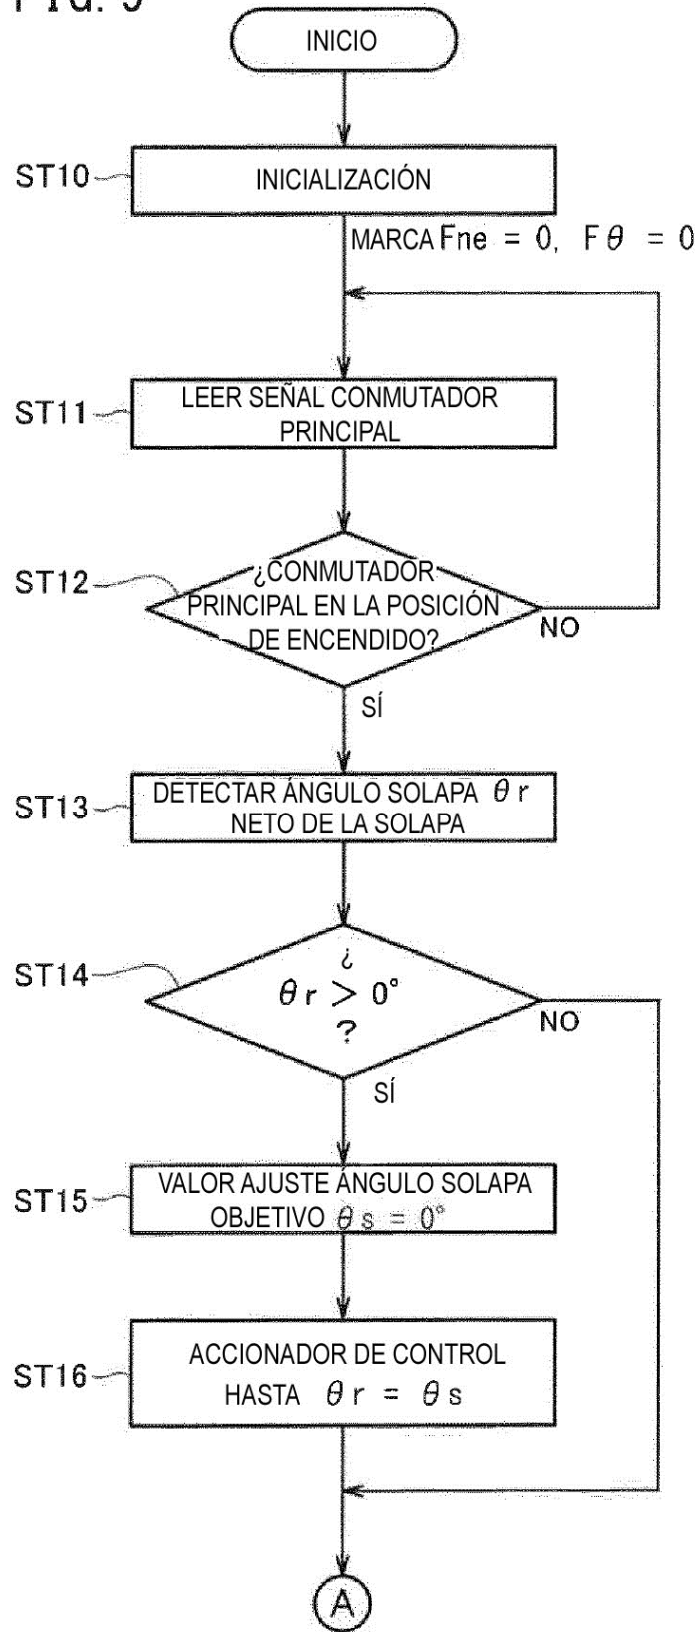 INICIO
ST10
INICIALIZACIÓN
MARCA Fne = 0, Fθ = 0
ST11
LEER SEÑAL CONMUTADOR
PRINCIPAL
ST12
¿CONMUTADOR
PRINCIPAL EN LA POSICIÓN
DE ENCENDIDO?
NO
SÍ
ST13
DETECTAR ÁNGULO SOLAPA θr
NETO DE LA SOLAPA
ST14
¿
θr > 0°
?
NO
SÍ
ST15
VALOR AJUSTE ÁNGULO SOLAPA
OBJETIVO θs = 0°
ST16
ACCIONADOR DE CONTROL
HASTA θr = θs
A